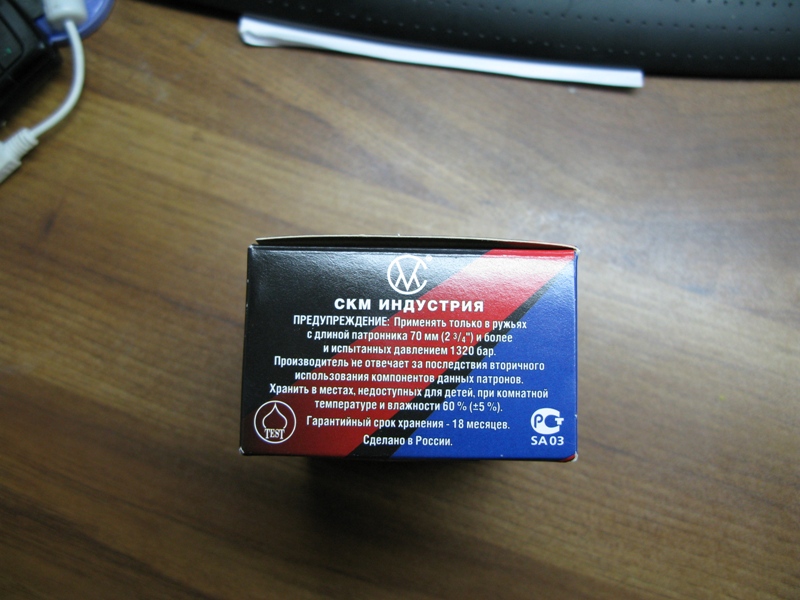 СКМ ИНДУСТРИЯ
ПРЕДУПРЕЖДЕНИЕ: Применять только в ружьях
с длиной патронника 70 мм (2 3/4") и более
и испытанных давлением 1320 бар.
Производитель не отвечает за последствия вторичного
использования компонентов данных патронов.
Хранить в местах, недоступных для детей, при комнатной
температуре и влажности 60 % (±5 %).
Гарантийный срок хранения - 18 месяцев.
Сделано в России.
TEST
РСТ
SA 03